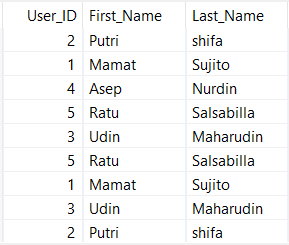 User_ID First_Name Last_Name
2 Putri shifa
1 Mamat Sujito
4 Asep Nurdin
5 Ratu Salsabilla
3 Udin Maharudin
5 Ratu Salsabilla
1 Mamat Sujito
3 Udin Maharudin
2 Putri shifa